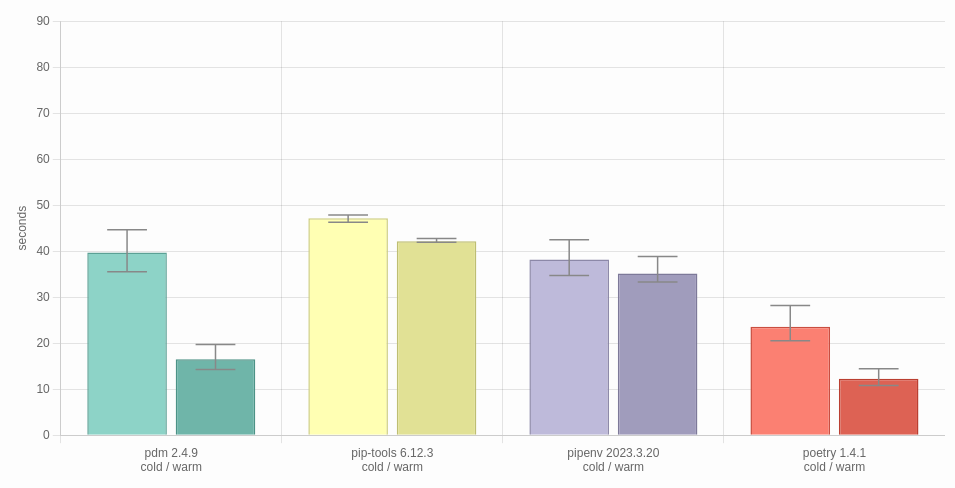 90
80
70
60
50
40
30
20
10
0
seconds
pdm 2.4.9
cold / warm
pip-tools 6.12.3
cold / warm
pipenv 2023.3.20
cold / warm
poetry 1.4.1
cold / warm